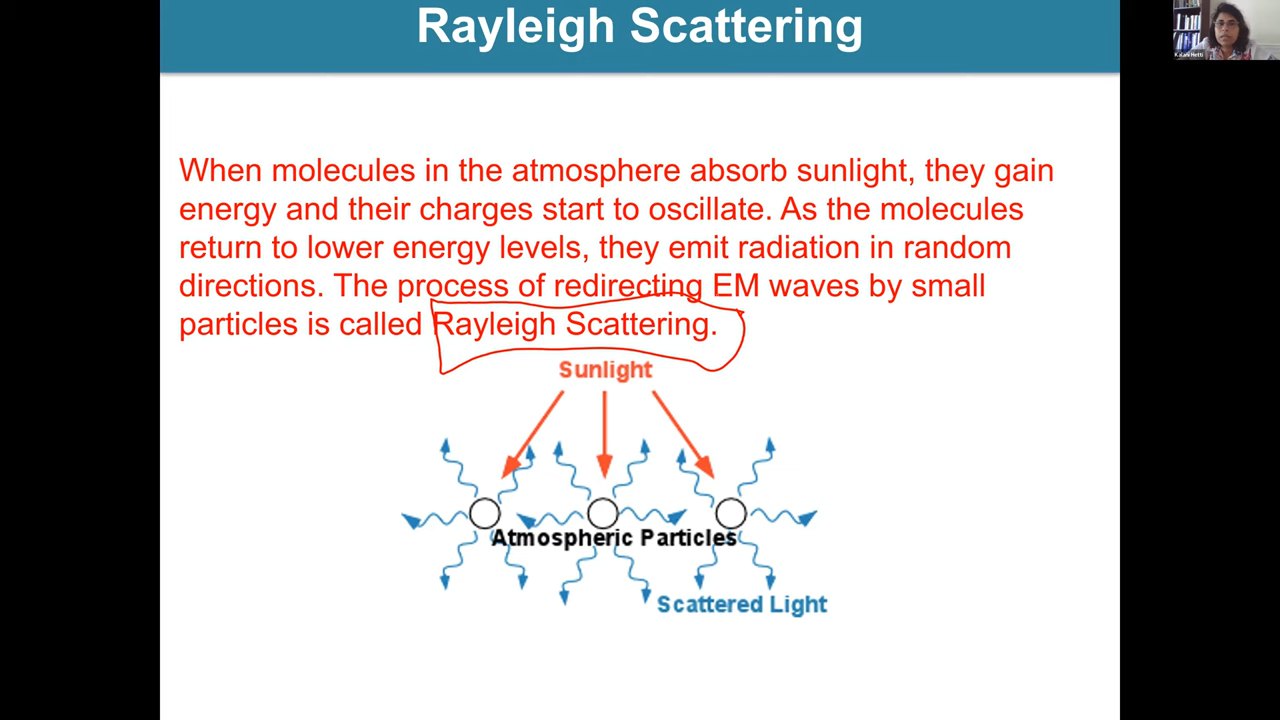 Rayleigh Scattering
When molecules in the atmosphere absorb sunlight, they gain
energy and their charges start to oscillate. As the molecules
return to lower energy levels, they emit radiation in random
directions. The process of redirecting EM waves by small
particles is called Rayleigh Scattering.
Sunlight
Atmospheric Particles
Scattered Light